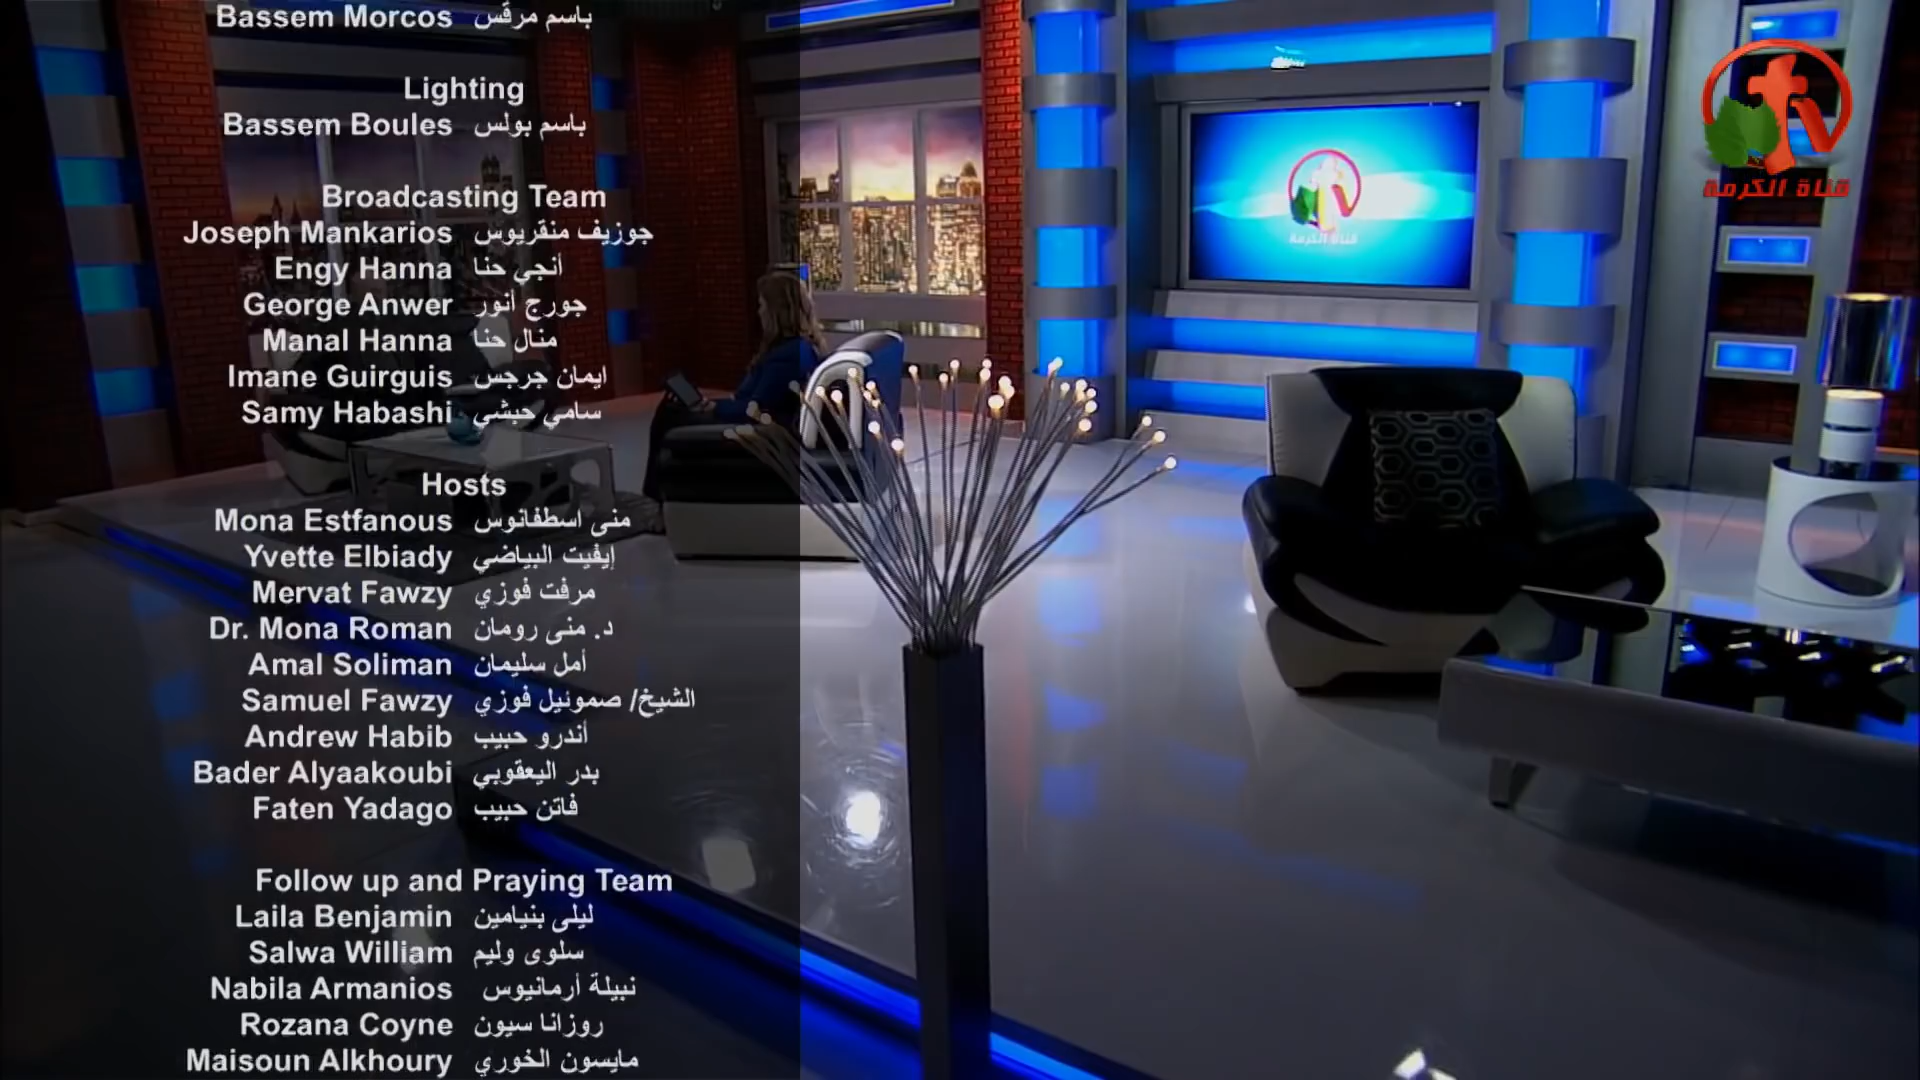 Bassem Morcos باسم مرقس
Lighting
Bassem Boules باسم بولس
Broadcasting Team
Joseph Mankarios جوزيف منقريوس
Engy Hanna أنجي حنا
George Anwer جورج أنور
Manal Hanna منال حنا
Imane Guirguis ايمان جرجس
Samy Habashi سامي حبشي
Hosts
Mona Estfanous منى اسطفانوس
Yvette Elbiady إيڤيت البياضي
Mervat Fawzy مرفت فوزي
Dr. Mona Roman د. منى رومان
Amal Soliman أمل سليمان
Samuel Fawzy الشيخ/ صموئيل فوزي
Andrew Habib أندرو حبيب
Bader Alyaakoubi بدر اليعقوبي
Faten Yadago فاتن حبيب
Follow up and Praying Team
Laila Benjamin ليلى بنيامين
Salwa William سلوى وليم
Nabila Armanios نبيلة أرمانيوس
Rozana Coyne روزانا سيون
Maisoun Alkhoury مايسون الخوري
tv
قناة الكرمة
tv
قناة الكرمة